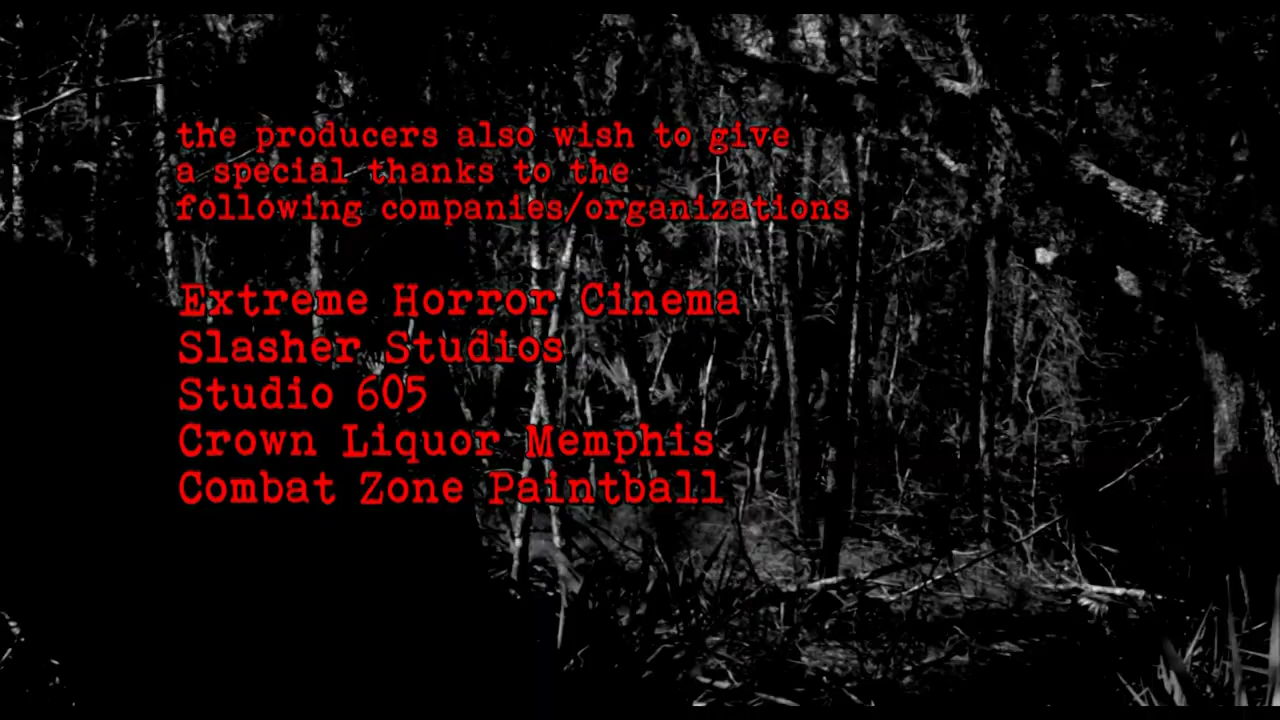 the producers also wish to give
a special thanks to the
following companies/organizations
Extreme Horror Cinema
Slasher Studios
Studio 605
Crown Liquor Memphis
Combat Zone Paintball